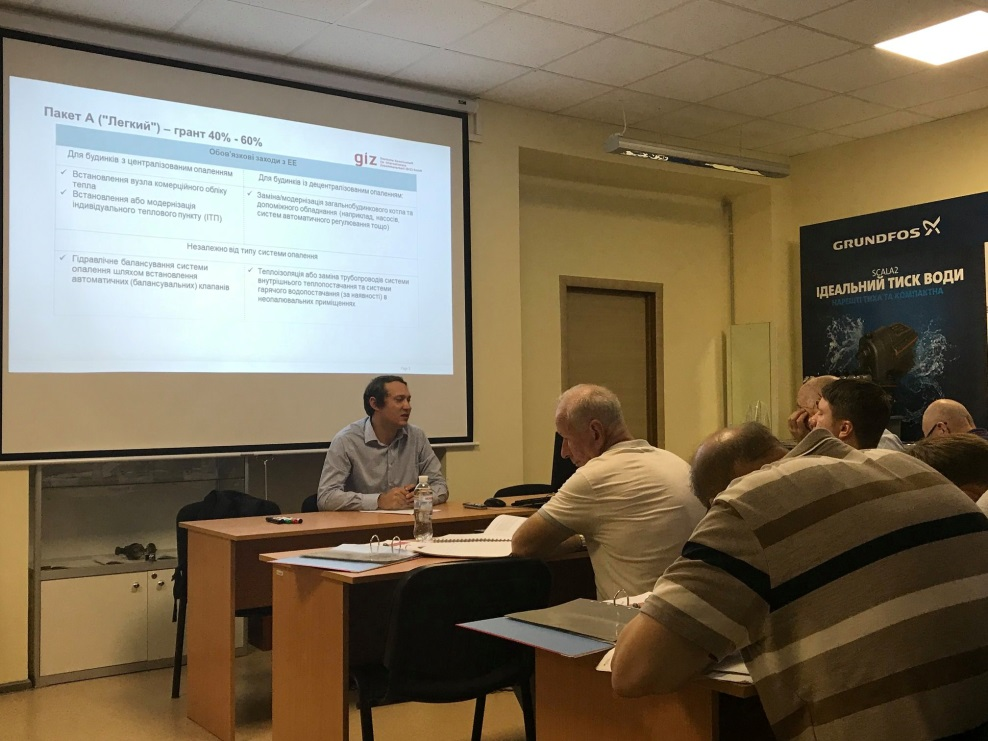 Пакет А ("Легкий") – грант 40% - 60%
giz
Обов'язкові заходи з ЕЕ
Для будинків з централізованим опаленням
Для будинків із децентралізованим опаленням:
✓ Встановлення вузла комерційного обліку
тепла
✓ Встановлення або модернізація
індивідуального теплового пункту (ІТП)
✓ Заміна/модернізація загальнобудинкового котла та
допоміжного обладнання (наприклад, насосів,
систем автоматичного регулювання тощо)
Незалежно від типу системи опалення
✓ Гідравлічне балансування системи
опалення шляхом встановлення
автоматичних (балансувальних) клапанів
✓ Теплоізоляція або заміна трубопроводів системи
внутрішнього теплопостачання та системи
гарячого водопостачання (за наявності) в
неопалювальних приміщеннях
GRUNDFOS
SCALA2
ІДЕАЛЬНИЙ ТИСК ВОДИ
ТИХА ТА КОМПАКТНА